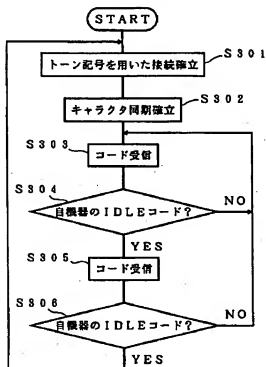 START
S301
トーン記号を用いた接続確立
S302
キャラクタ同期確立
S303
コード受信
S304
自機器のIDLEコード?
NO
YES
S305
コード受信
S306
自機器のIDLEコード?
NO
YES